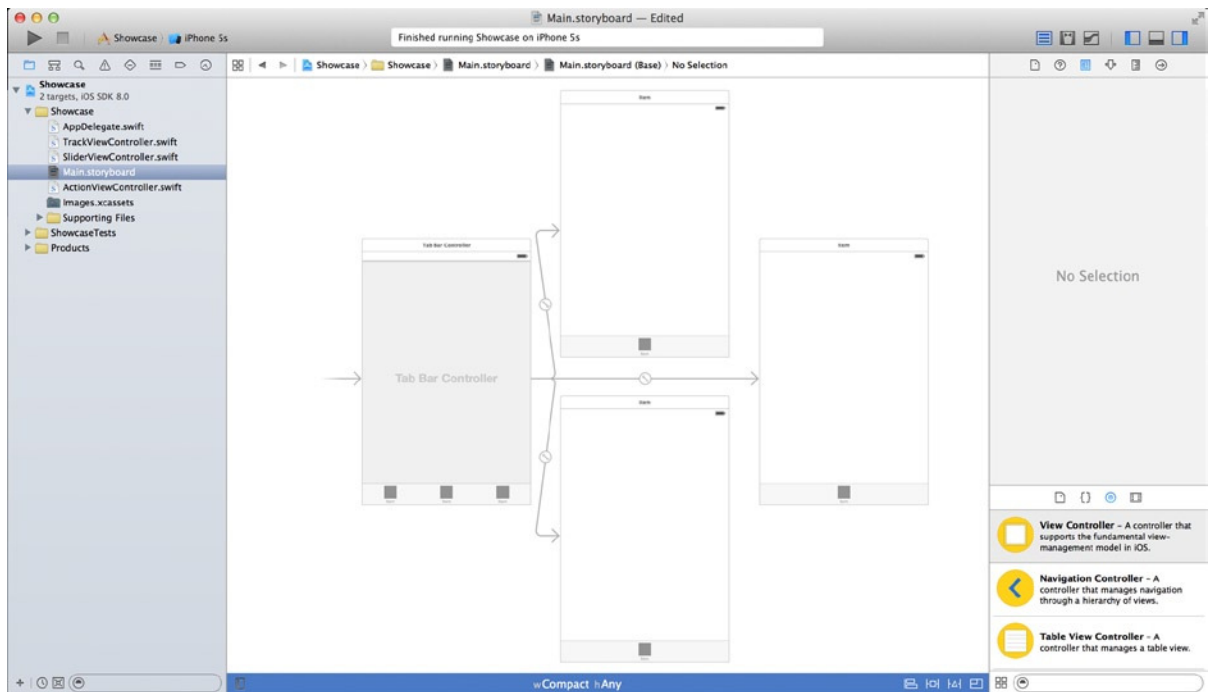 Main.storyboard — Edited
Showcase 〉 iPhone 5s
Finished running Showcase on iPhone 5s
Showcase 〉 Showcase 〉 Main.storyboard 〉 Main.storyboard (Base) 〉 No Selection
Showcase
2 targets, iOS SDK 8.0
Showcase
AppDelegate.swift
TrackViewController.swift
SliderViewController.swift
Main.storyboard
ActionViewController.swift
Images.xcassets
Supporting Files
ShowcaseTests
Products
Item
Tab Bar Controller
Tab Bar Controller
Item
Item
No Selection
View Controller – A controller that
supports the fundamental view-
management model in iOS.
Navigation Controller – A
controller that manages navigation
through a hierarchy of views.
Table View Controller – A
controller that manages a table view.
wCompact hAny